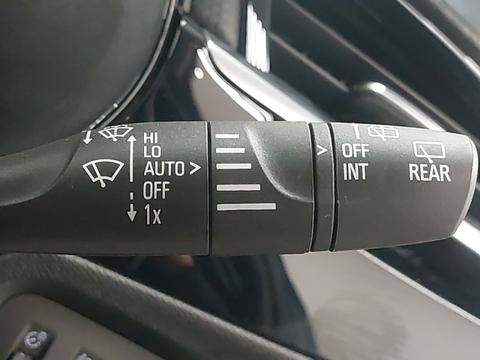 HI
LO
AUTO >
OFF
1x
>
OFF
INT
REAR